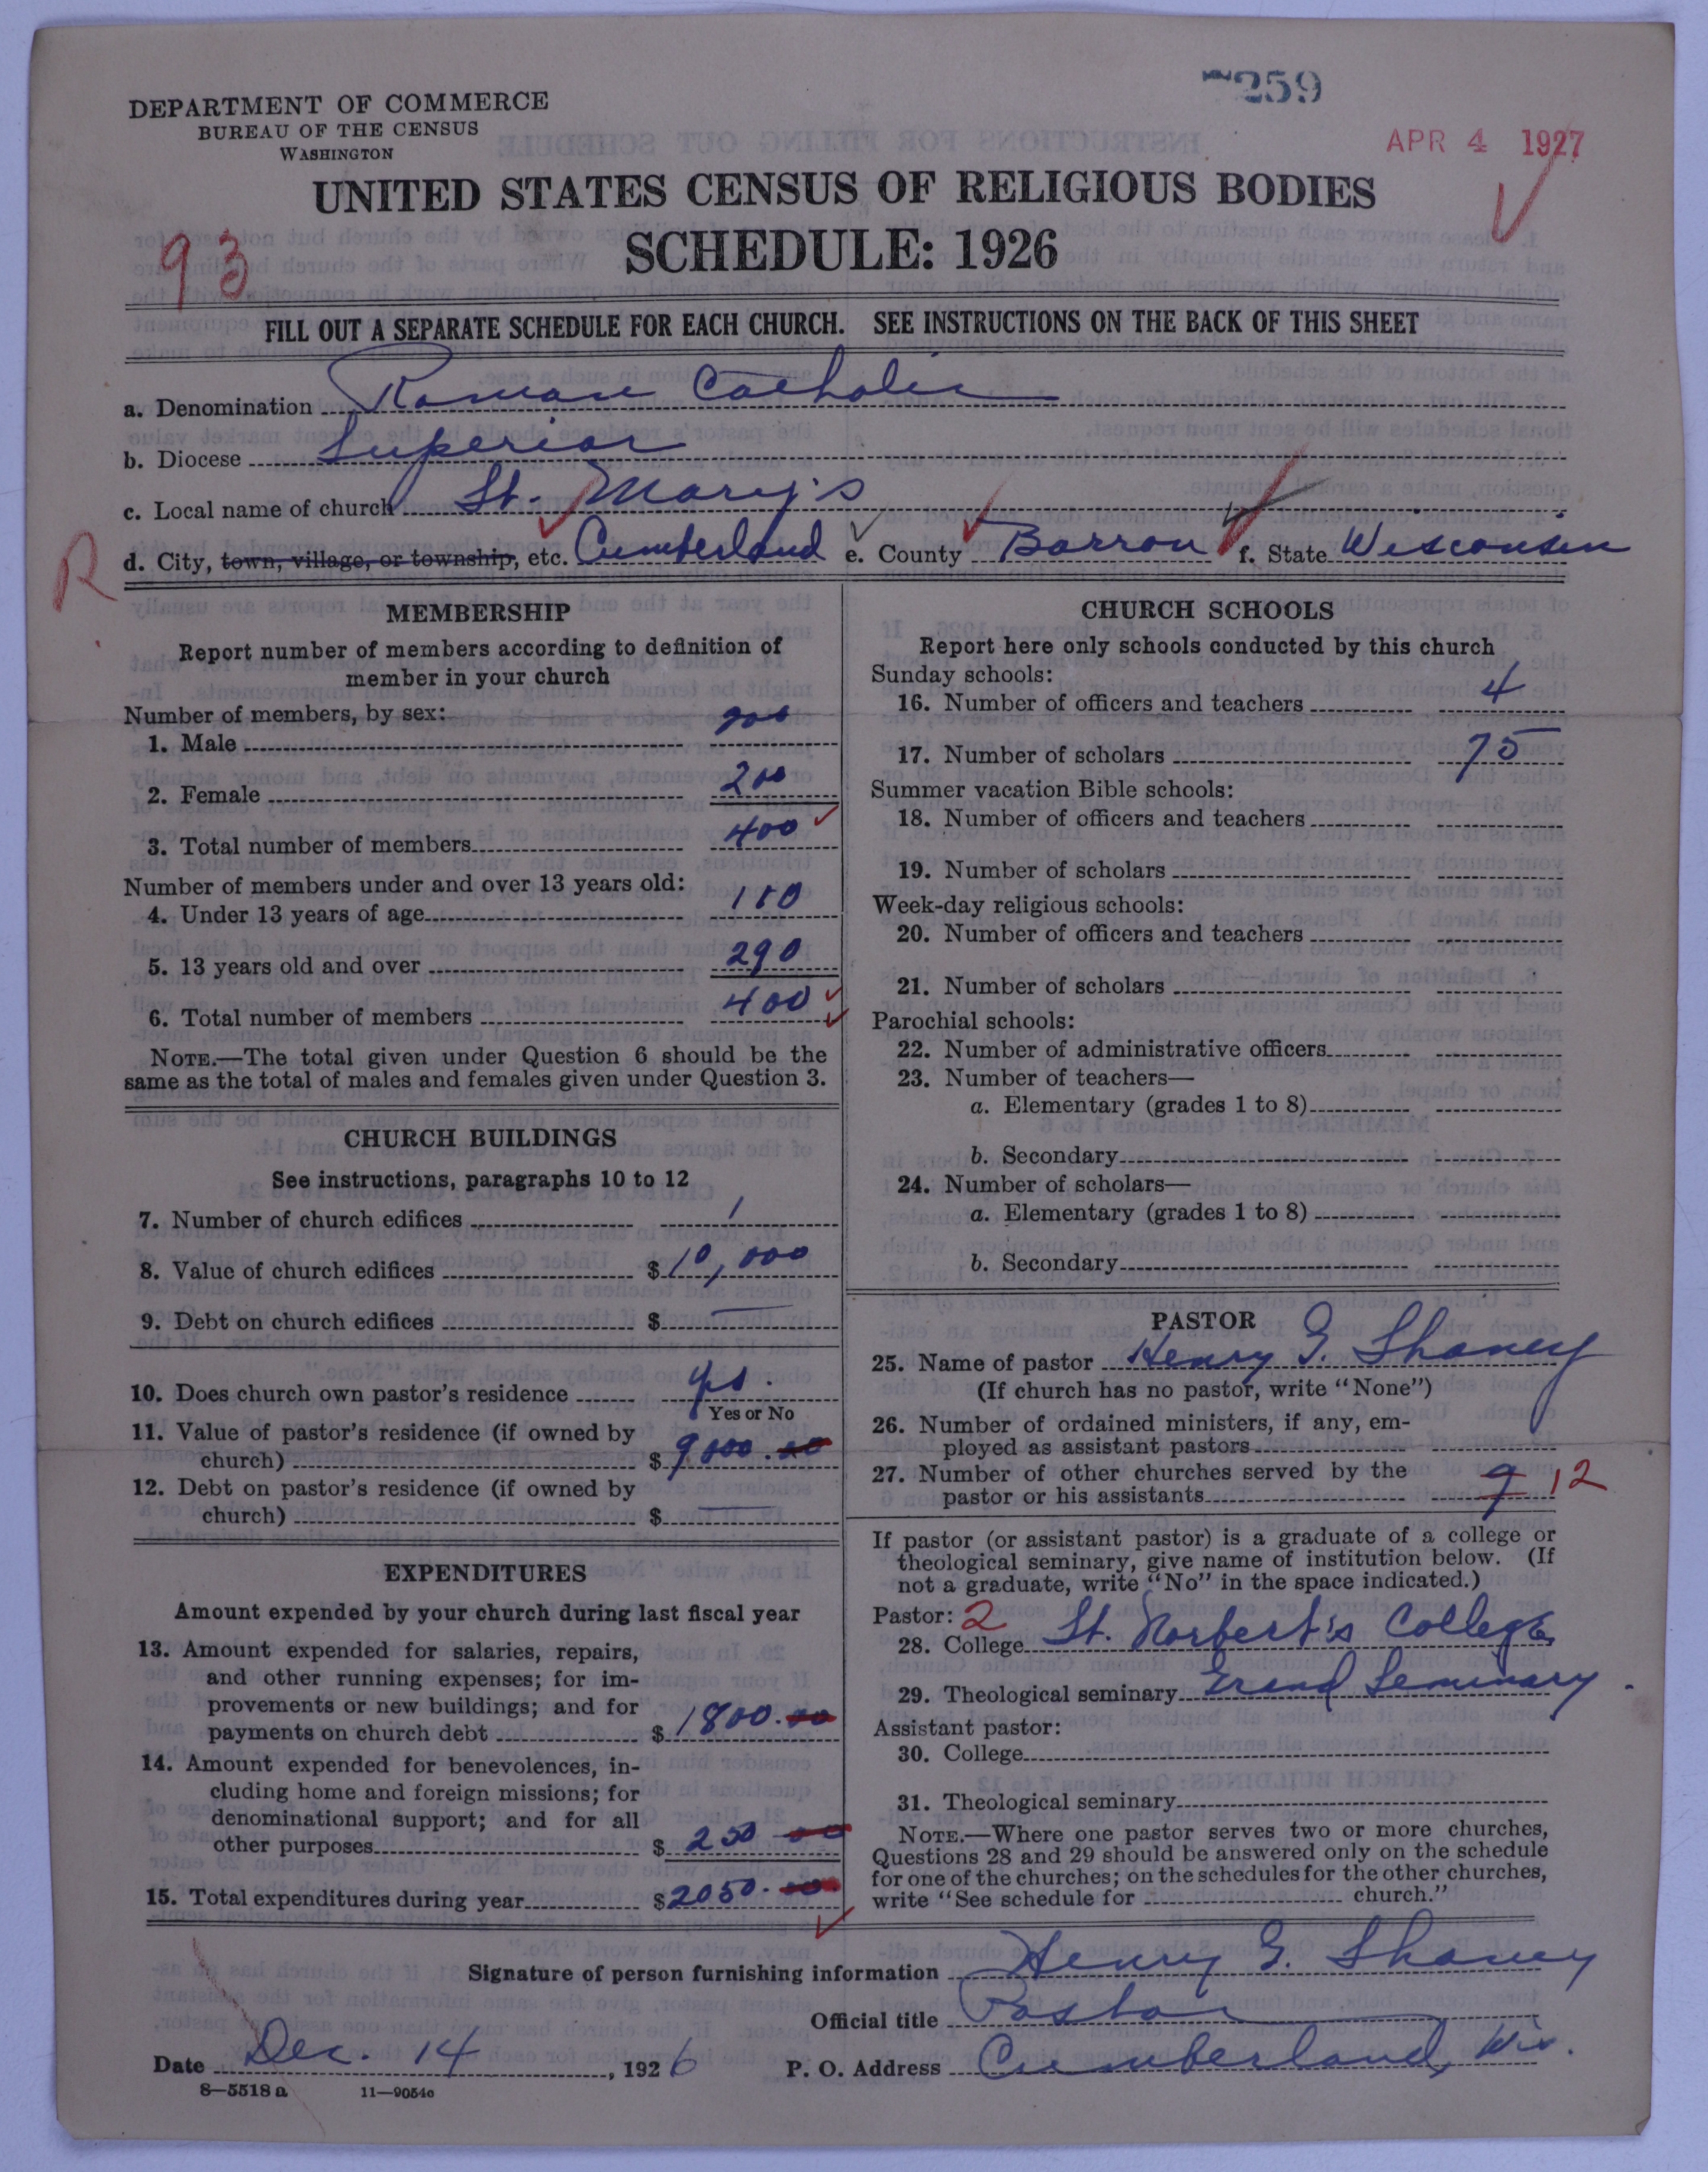 259
DEPARTMENT OF COMMERCE
BUREAU OF THE CENSUS
WASHINGTON
APR 4 1927
UNITED STATES CENSUS OF RELIGIOUS BODIES
93
SCHEDULE: 1926
FILL OUT A SEPARATE SCHEDULE FOR EACH CHURCH. SEE INSTRUCTIONS ON THE BACK OF THIS SHEET
a. Denomination Roman Catholic
b. Diocese Superior
c. Local name of church St. Mary's
R
d. City, town, village, or township, etc. Cumberland e. County Barron f. State Wisconsin
MEMBERSHIP
Report number of members according to definition of
member in your church
Number of members, by sex:
1. Male 200
2. Female 200
3. Total number of members 400
Number of members under and over 13 years old:
4. Under 13 years of age 110
5. 13 years old and over 290
6. Total number of members 400
NOTE.—The total given under Question 6 should be the
same as the total of males and females given under Question 3.
CHURCH BUILDINGS
See instructions, paragraphs 10 to 12
7. Number of church edifices 1
8. Value of church edifices $10,000
9. Debt on church edifices $ —
10. Does church own pastor's residence yes.
Yes or No
11. Value of pastor's residence (if owned by
church) $ 9000.00
12. Debt on pastor's residence (if owned by
church) $ —
EXPENDITURES
Amount expended by your church during last fiscal year
13. Amount expended for salaries, repairs,
and other running expenses; for im-
provements or new buildings; and for
payments on church debt $ 1800.00
14. Amount expended for benevolences, in-
cluding home and foreign missions; for
denominational support; and for all
other purposes $ 250 00
15. Total expenditures during year $2050.00
CHURCH SCHOOLS
Report here only schools conducted by this church
Sunday schools:
16. Number of officers and teachers 4
17. Number of scholars 75
Summer vacation Bible schools:
18. Number of officers and teachers
19. Number of scholars
Week-day religious schools:
20. Number of officers and teachers
21. Number of scholars
Parochial schools:
22. Number of administrative officers
23. Number of teachers—
a. Elementary (grades 1 to 8)
b. Secondary
24. Number of scholars—
a. Elementary (grades 1 to 8)
b. Secondary
PASTOR
25. Name of pastor Henry G. Shaney
(If church has no pastor, write "None")
26. Number of ordained ministers, if any, em-
ployed as assistant pastors
27. Number of other churches served by the
pastor or his assistants 9 12
If pastor (or assistant pastor) is a graduate of a college or
theological seminary, give name of institution below. (If
not a graduate, write "No" in the space indicated.)
Pastor: 2
28. College St. Norbert's College
29. Theological seminary Grand Seminary.
Assistant pastor:
30. College
31. Theological seminary
NOTE.—Where one pastor serves two or more churches,
Questions 28 and 29 should be answered only on the schedule
for one of the churches; on the schedules for the other churches,
write "See schedule for church."
Signature of person furnishing information Henry G. Shaney
Official title Pastor
Date Dec. 14, 1926 P. O. Address Cumberland, Wis.
8—5518 a 11—9054c